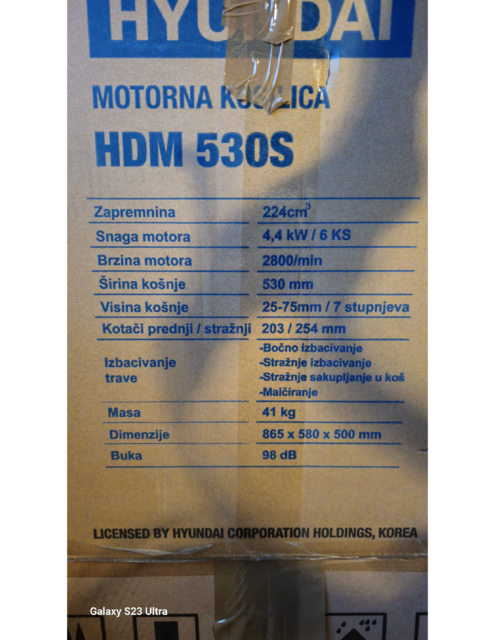 HYUNDAI
MOTORNA KOSILICA
HDM 530S
Zapremnina 224cm³
Snaga motora 4,4 kW / 6 KS
Brzina motora 2800/min
Širina košnje 530 mm
Visina košnje 25-75mm / 7 stupnjeva
Kotači prednji / stražnji 203 / 254 mm
Izbacivanje trave
-Bočno izbacivanje
-Stražnje izbacivanje
-Stražnje sakupljanje u koš
-Malčiranje
Masa 41 kg
Dimenzije 865 x 580 x 500 mm
Buka 98 dB
LICENSED BY HYUNDAI CORPORATION HOLDINGS, KOREA
Galaxy S23 Ultra